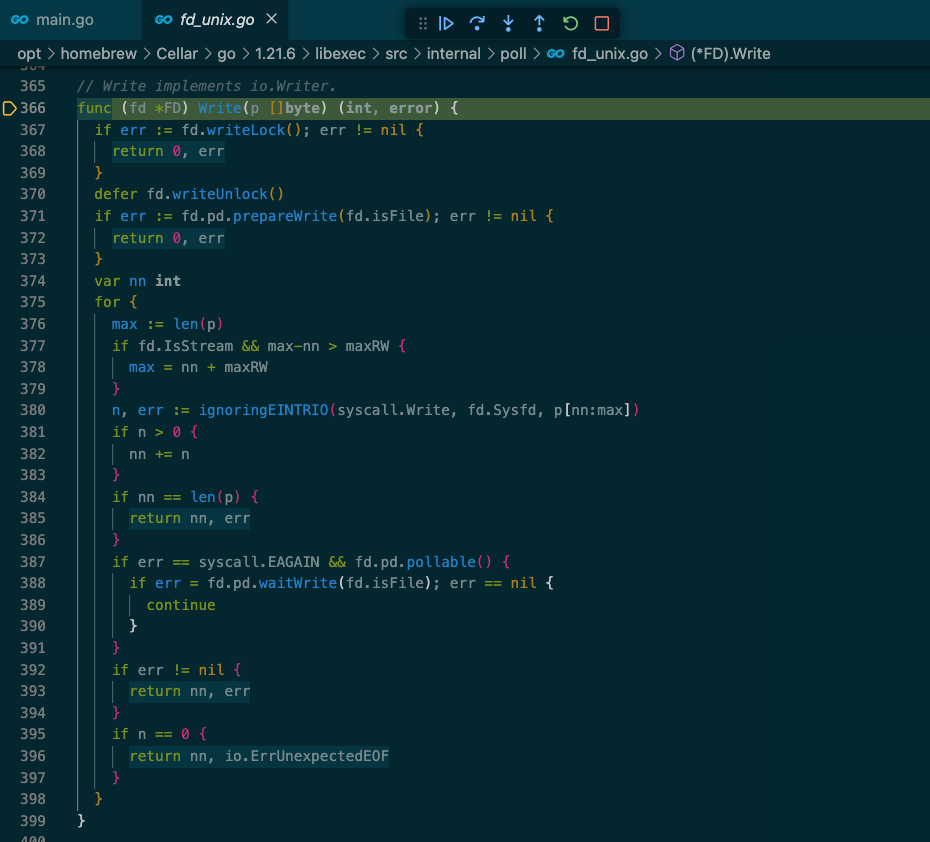 GO main.go GO fd_unix.go ×
opt > homebrew > Cellar > go > 1.21.6 > libexec > src > internal > poll > GO fd_unix.go > (*FD).Write
364
365 // Write implements io.Writer.
366 func (fd *FD) Write(p []byte) (int, error) {
367 if err := fd.writeLock(); err != nil {
368 return 0, err
369 }
370 defer fd.writeUnlock()
371 if err := fd.pd.prepareWrite(fd.isFile); err != nil {
372 return 0, err
373 }
374 var nn int
375 for {
376 max := len(p)
377 if fd.IsStream && max-nn > maxRW {
378 max = nn + maxRW
379 }
380 n, err := ignoringEINTRIO(syscall.Write, fd.Sysfd, p[nn:max])
381 if n > 0 {
382 nn += n
383 }
384 if nn == len(p) {
385 return nn, err
386 }
387 if err == syscall.EAGAIN && fd.pd.pollable() {
388 if err = fd.pd.waitWrite(fd.isFile); err == nil {
389 continue
390 }
391 }
392 if err != nil {
393 return nn, err
394 }
395 if n == 0 {
396 return nn, io.ErrUnexpectedEOF
397 }
398 }
399 }
400